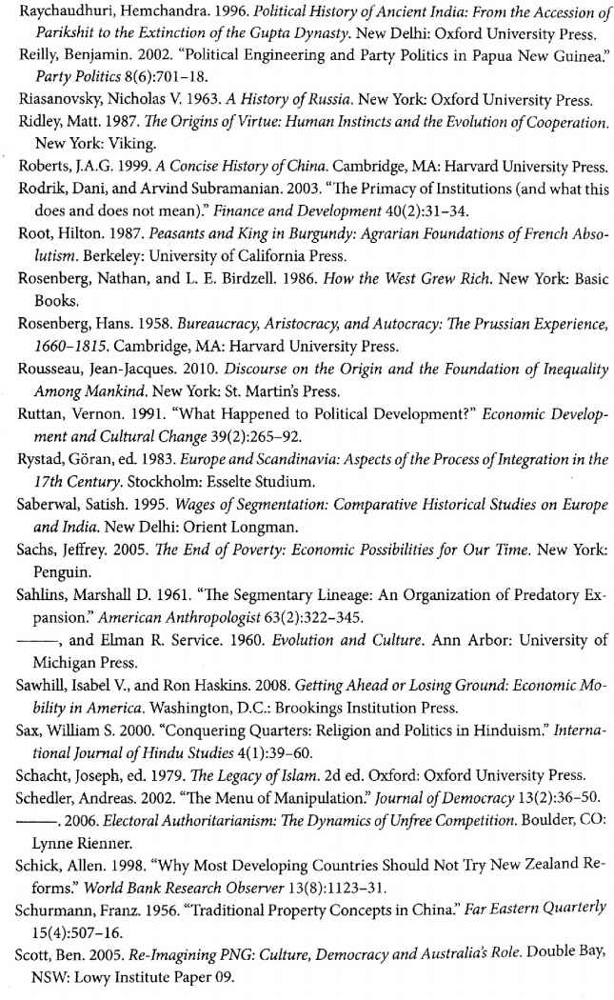 Raychaudhuri, Hemchandra. 1996. Political History of Ancient India: From the Accession of
Parikshit to the Extinction of the Gupta Dynasty. New Delhi: Oxford University Press.
Reilly, Benjamin. 2002. “Political Engineering and Party Politics in Papua New Guinea.”
Party Politics 8(6):701–18.
Riasanovsky, Nicholas V. 1963. A History of Russia. New York: Oxford University Press.
Ridley, Matt. 1987. The Origins of Virtue: Human Instincts and the Evolution of Cooperation.
New York: Viking.
Roberts, J.A.G. 1999. A Concise History of China. Cambridge, MA: Harvard University Press.
Rodrik, Dani, and Arvind Subramanian. 2003. “The Primacy of Institutions (and what this
does and does not mean).” Finance and Development 40(2):31–34.
Root, Hilton. 1987. Peasants and King in Burgundy: Agrarian Foundations of French Abso-
lutism. Berkeley: University of California Press.
Rosenberg, Nathan, and L. E. Birdzell. 1986. How the West Grew Rich. New York: Basic
Books.
Rosenberg, Hans. 1958. Bureaucracy, Aristocracy, and Autocracy: The Prussian Experience,
1660–1815. Cambridge, MA: Harvard University Press.
Rousseau, Jean-Jacques. 2010. Discourse on the Origin and the Foundation of Inequality
Among Mankind. New York: St. Martin’s Press.
Ruttan, Vernon. 1991. “What Happened to Political Development?” Economic Develop-
ment and Cultural Change 39(2):265–92.
Rystad, Göran, ed. 1983. Europe and Scandinavia: Aspects of the Process of Integration in the
17th Century. Stockholm: Esselte Studium.
Saberwal, Satish. 1995. Wages of Segmentation: Comparative Historical Studies on Europe
and India. New Delhi: Orient Longman.
Sachs, Jeffrey. 2005. The End of Poverty: Economic Possibilities for Our Time. New York:
Penguin.
Sahlins, Marshall D. 1961. “The Segmentary Lineage: An Organization of Predatory Ex-
pansion.” American Anthropologist 63(2):322–345.
———, and Elman R. Service. 1960. Evolution and Culture. Ann Arbor: University of
Michigan Press.
Sawhill, Isabel V., and Ron Haskins. 2008. Getting Ahead or Losing Ground: Economic Mo-
bility in America. Washington, D.C.: Brookings Institution Press.
Sax, William S. 2000. “Conquering Quarters: Religion and Politics in Hinduism.” Interna-
tional Journal of Hindu Studies 4(1):39–60.
Schacht, Joseph, ed. 1979. The Legacy of Islam. 2d ed. Oxford: Oxford University Press.
Schedler, Andreas. 2002. “The Menu of Manipulation.” Journal of Democracy 13(2):36–50.
———. 2006. Electoral Authoritarianism: The Dynamics of Unfree Competition. Boulder, CO:
Lynne Rienner.
Schick, Allen. 1998. “Why Most Developing Countries Should Not Try New Zealand Re-
forms.” World Bank Research Observer 13(8):1123–31.
Schurmann, Franz. 1956. “Traditional Property Concepts in China.” Far Eastern Quarterly
15(4):507–16.
Scott, Ben. 2005. Re-Imagining PNG: Culture, Democracy and Australia’s Role. Double Bay,
NSW: Lowy Institute Paper 09.